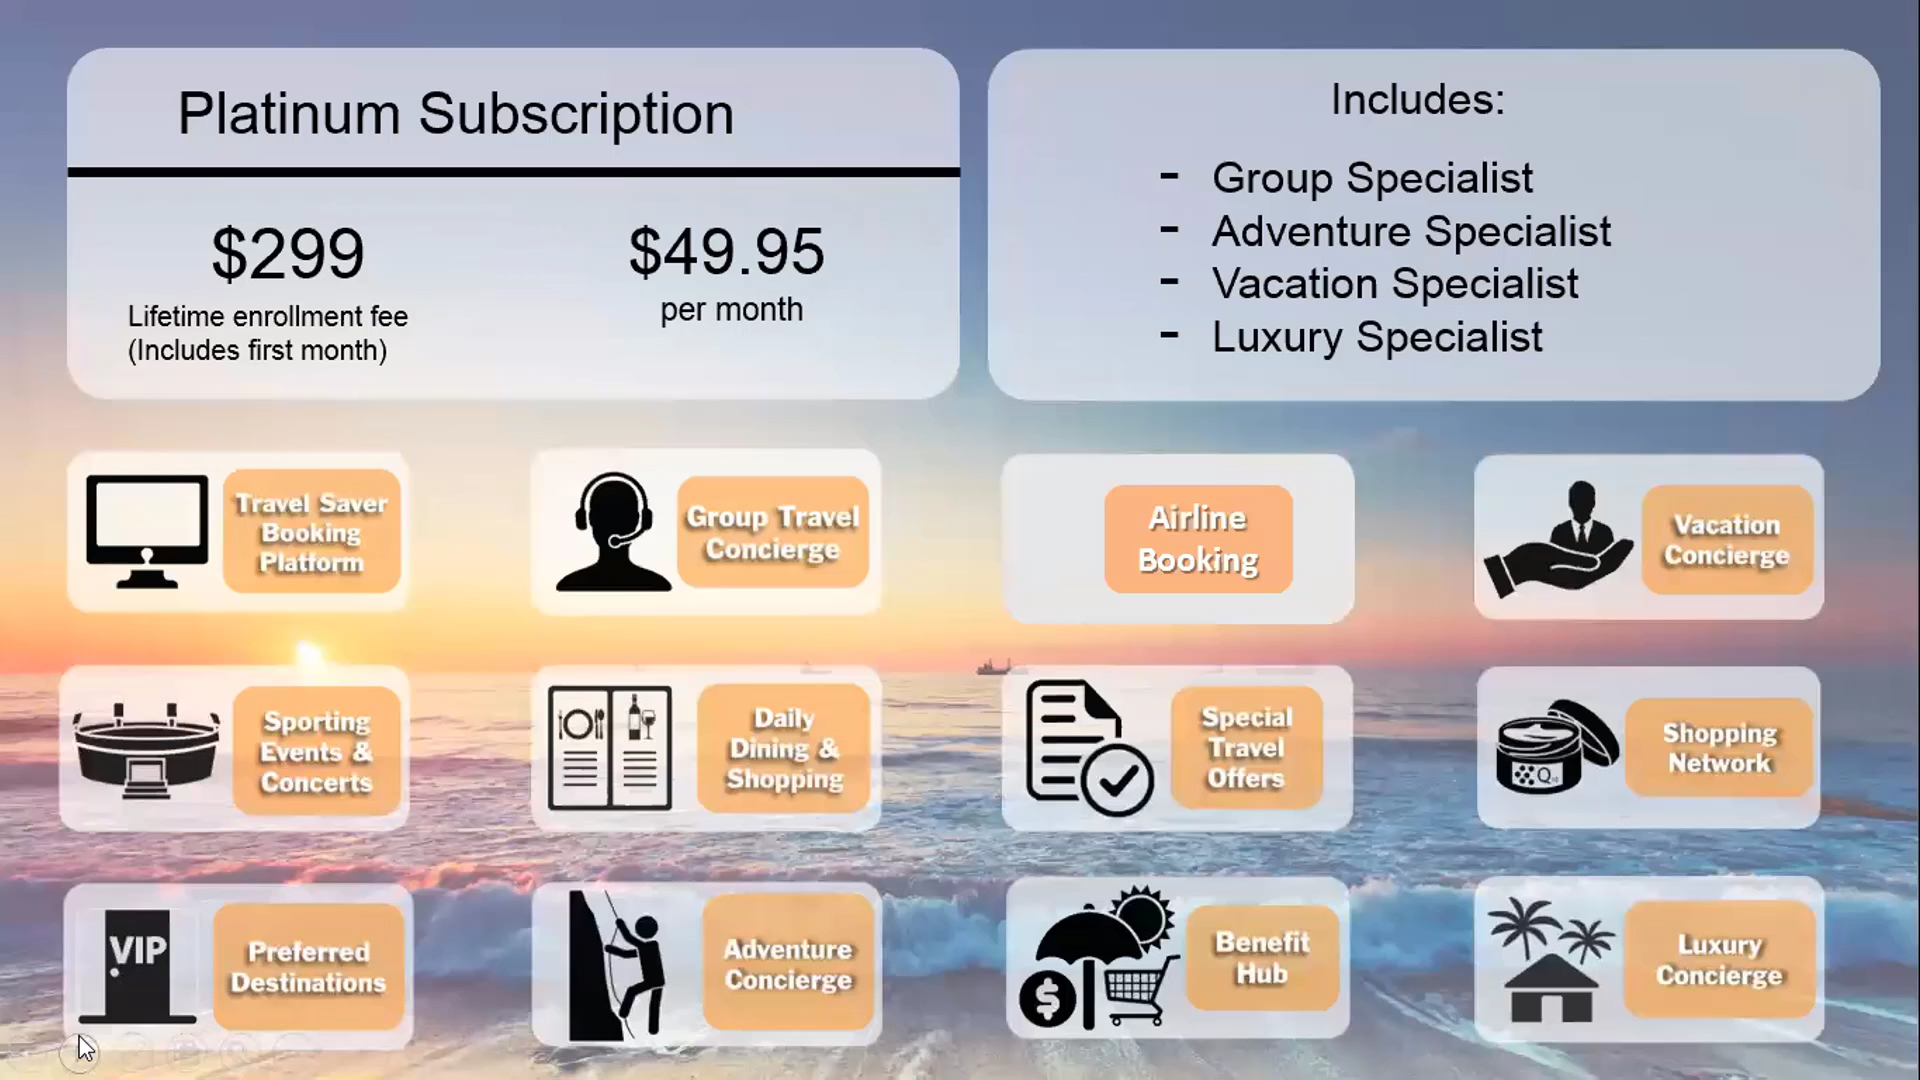 Platinum Subscription
$299
Lifetime enrollment fee
(Includes first month)
$49.95
per month
Includes:
- Group Specialist
- Adventure Specialist
- Vacation Specialist
- Luxury Specialist
Travel Saver
Booking
Platform
Group Travel
Concierge
Airline
Booking
Vacation
Concierge
Sporting
Events &
Concerts
Daily
Dining &
Shopping
Special
Travel
Offers
Q10
Shopping
Network
VIP
Preferred
Destinations
Adventure
Concierge
$
Benefit
Hub
Luxury
Concierge